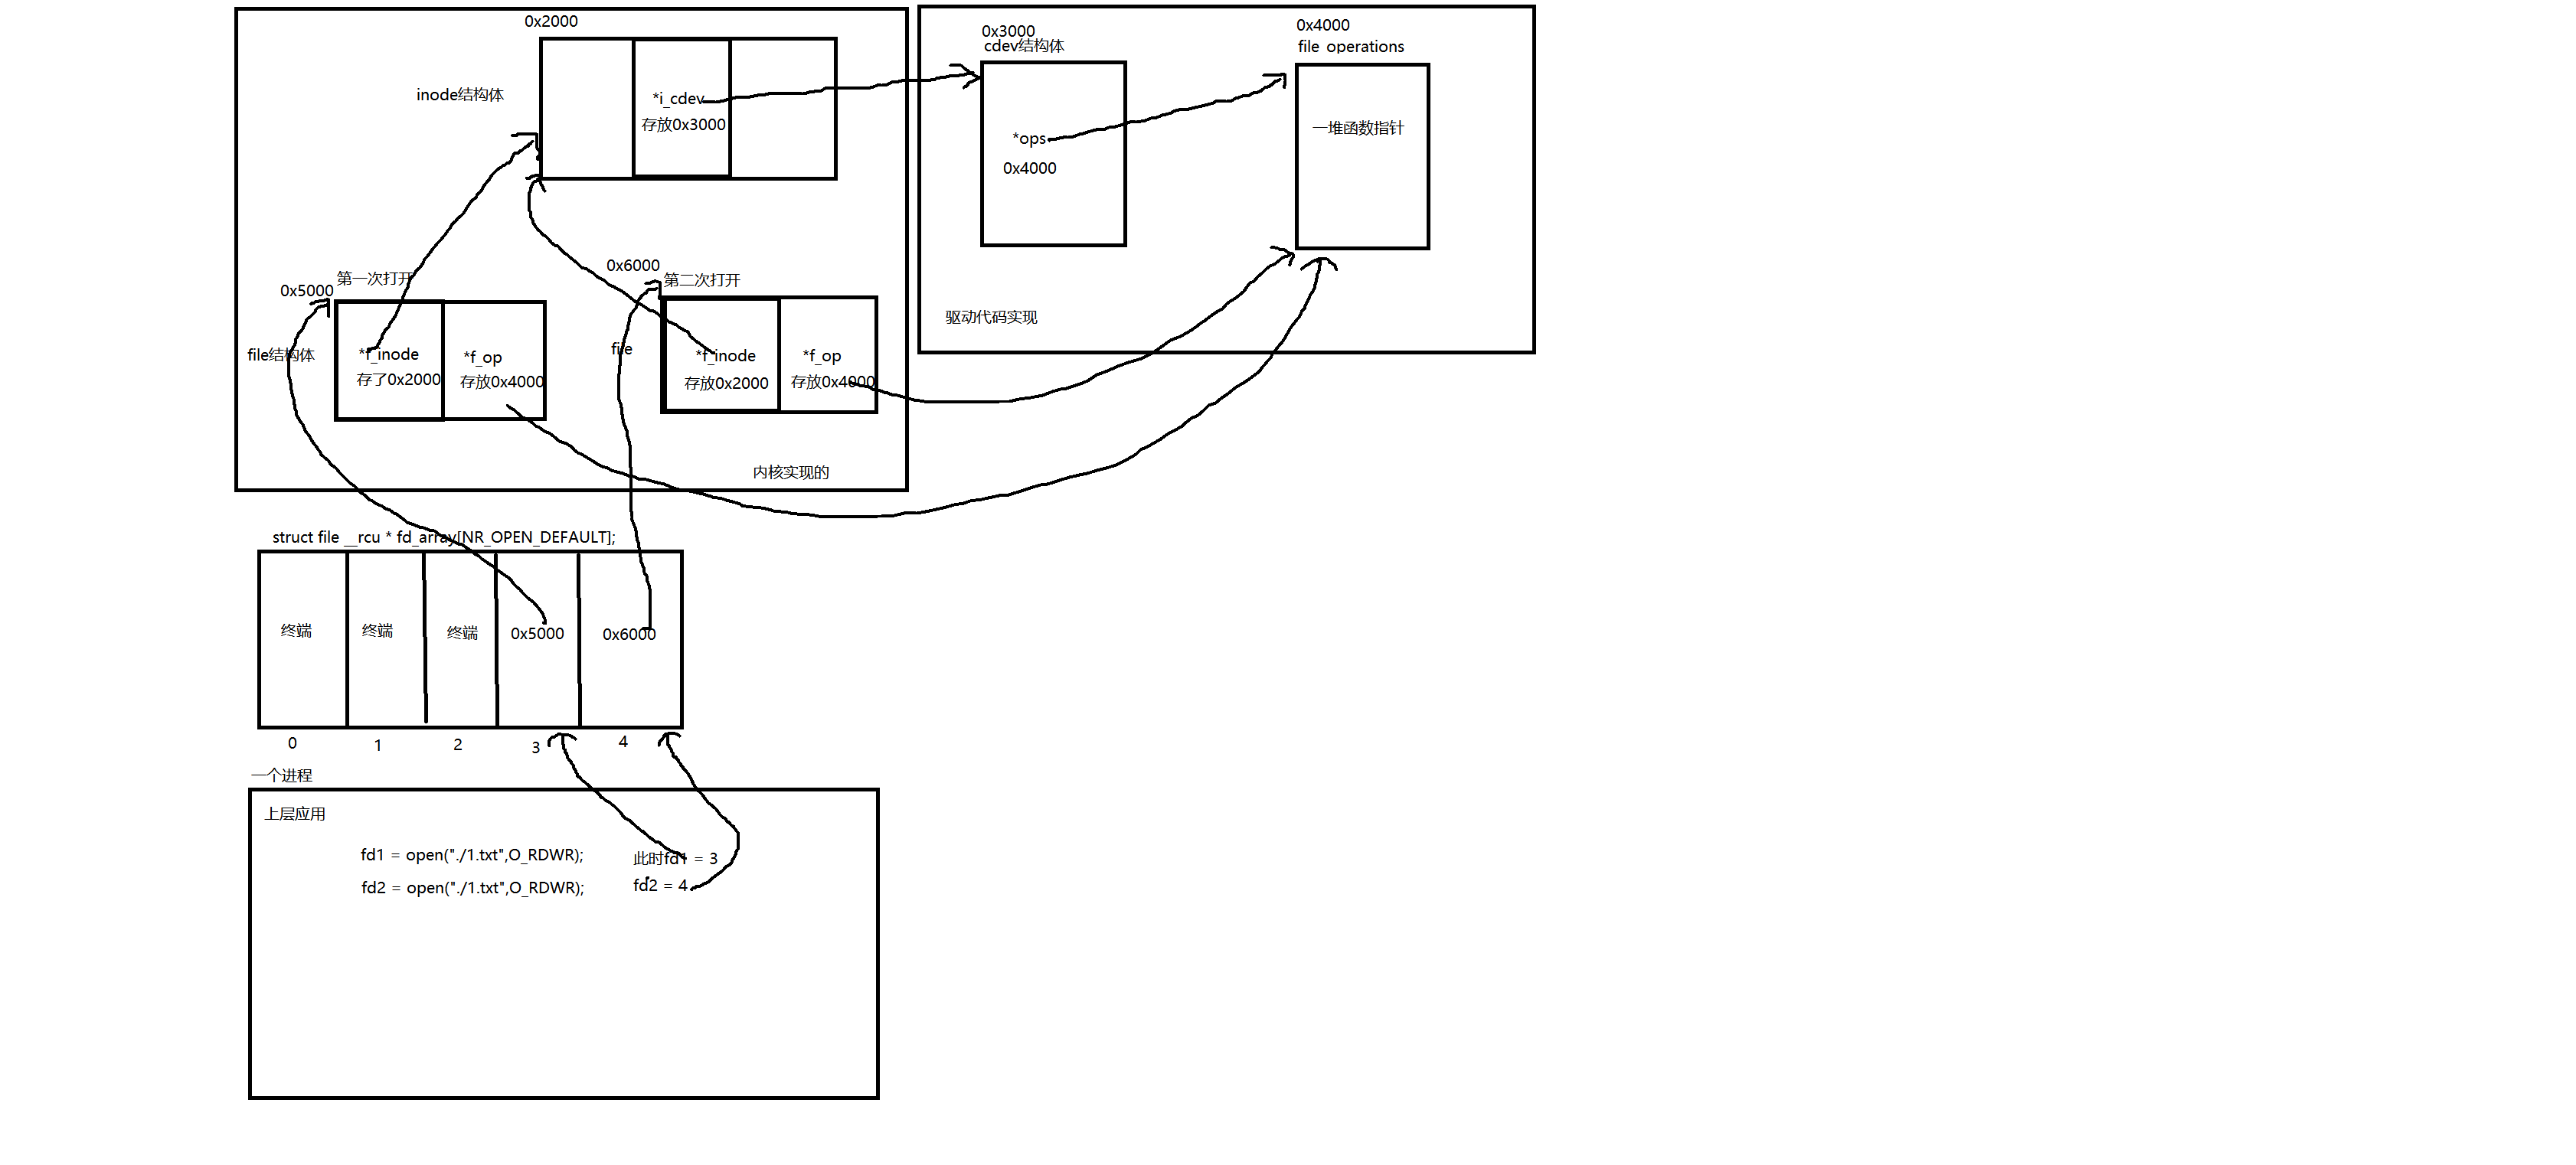 0x2000
inode结构体
*i_cdev
存放0x3000
0x3000
cdev结构体
*ops
0x4000
0x4000
file operations
一堆函数指针
驱动代码实现
第一次打开
0x5000
file结构体
*f_inode
存了0x2000
*f_op
存放0x4000
0x6000
第二次打开
file
*f_inode
存放0x2000
*f_op
存放0x4000
内核实现的
struct file __rcu * fd_array[NR_OPEN_DEFAULT];
终端
终端
终端
0x5000
0x6000
0
1
2
3
4
一个进程
上层应用
fd1 = open("./1.txt",O_RDWR);
此时fd1 = 3
fd2 = open("./1.txt",O_RDWR);
fd2 = 4